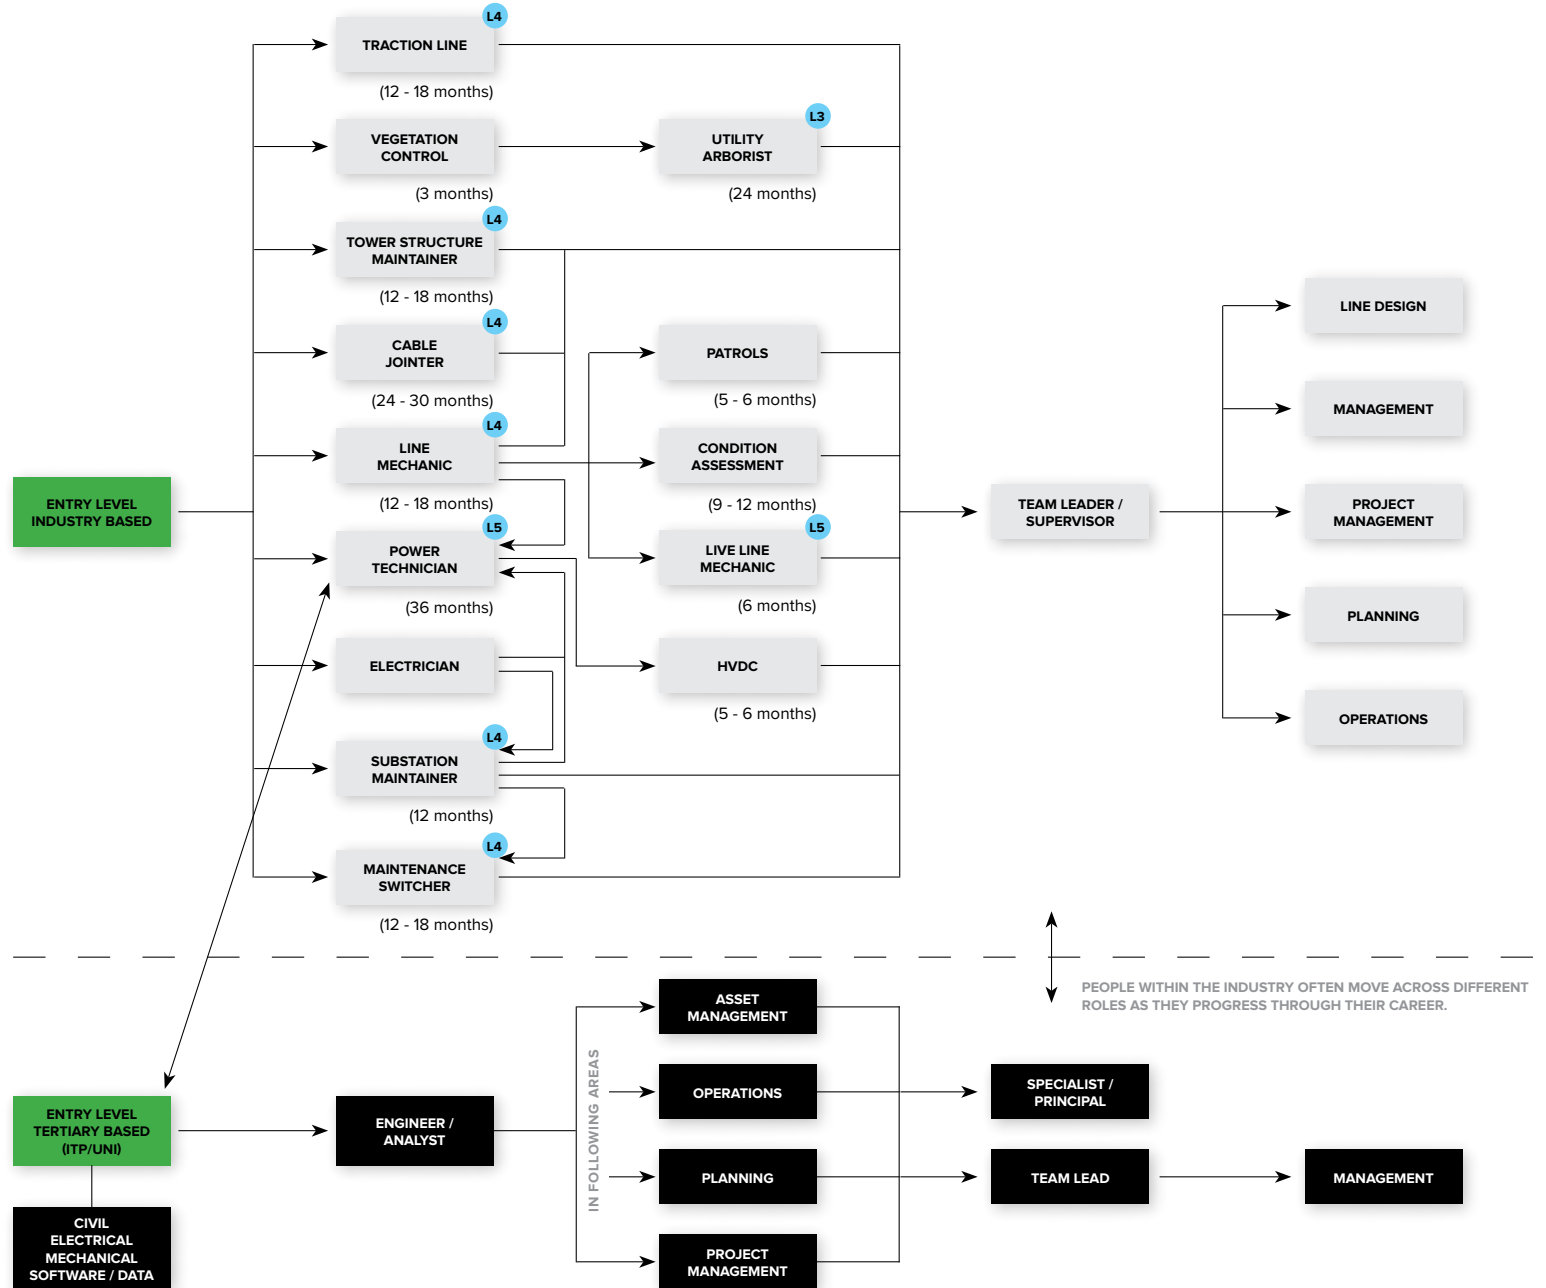 L4
TRACTION LINE
(12 - 18 months)
VEGETATION
CONTROL
(3 months)
L3
UTILITY
ARBORIST
(24 months)
L4
TOWER STRUCTURE
MAINTAINER
(12 - 18 months)
L4
CABLE
JOINTER
(24 - 30 months)
PATROLS
(5 - 6 months)
L4
LINE
MECHANIC
(12 - 18 months)
CONDITION
ASSESSMENT
(9 - 12 months)
ENTRY LEVEL
INDUSTRY BASED
L5
POWER
TECHNICIAN
(36 months)
L5
LIVE LINE
MECHANIC
(6 months)
ELECTRICIAN
HVDC
(5 - 6 months)
L4
SUBSTATION
MAINTAINER
(12 months)
L4
MAINTENANCE
SWITCHER
(12 - 18 months)
TEAM LEADER /
SUPERVISOR
LINE DESIGN
MANAGEMENT
PROJECT
MANAGEMENT
PLANNING
OPERATIONS
PEOPLE WITHIN THE INDUSTRY OFTEN MOVE ACROSS DIFFERENT
ROLES AS THEY PROGRESS THROUGH THEIR CAREER.
ENTRY LEVEL
TERTIARY BASED
(ITP/UNI)
CIVIL
ELECTRICAL
MECHANICAL
SOFTWARE / DATA
ENGINEER /
ANALYST
IN FOLLOWING AREAS
ASSET
MANAGEMENT
OPERATIONS
PLANNING
PROJECT
MANAGEMENT
SPECIALIST /
PRINCIPAL
TEAM LEAD
MANAGEMENT